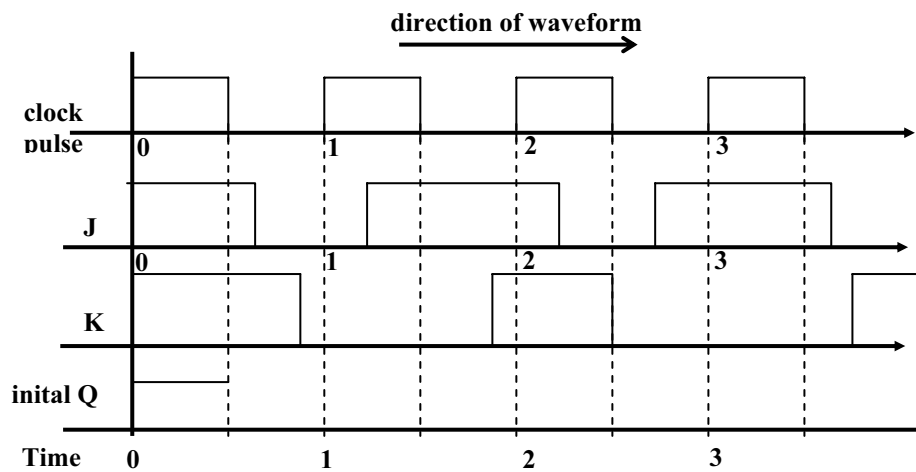 direction of waveform
clock
pulse
0 1 2 3
J
0 1 2 3
K
inital Q
Time 0 1 2 3